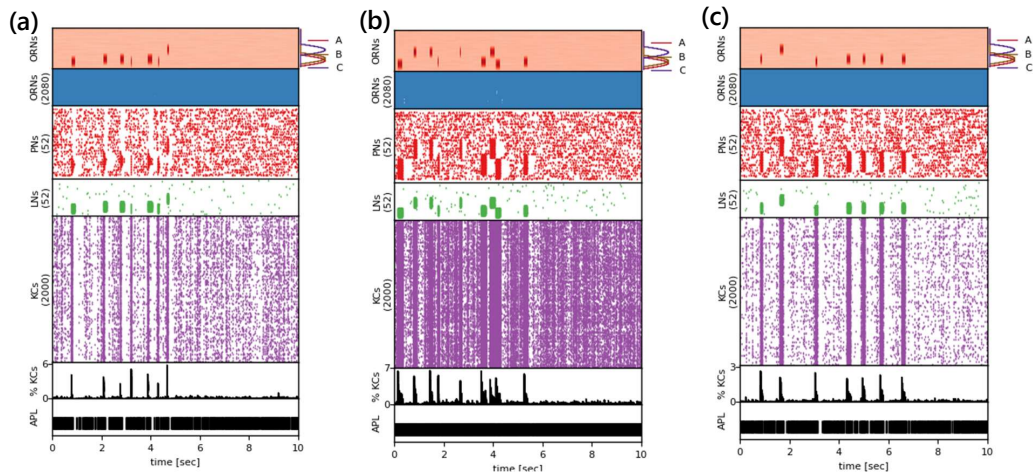 (a)
ORNs
A
B
C
ORNs
(2080)
PNs
(52)
LNs
(52)
KCs
(2000)
6
% KCs
0
APL
0 2 4 6 8 10
time [sec]
(b)
ORNs
A
B
C
ORNs
(2080)
PNs
(52)
LNs
(52)
KCs
(2000)
7
% KCs
0
APL
0 2 4 6 8 10
time [sec]
(c)
ORNs
A
B
C
ORNs
(2080)
PNs
(52)
LNs
(52)
KCs
(2000)
3
% KCs
0
APL
0 2 4 6 8 10
time [sec]